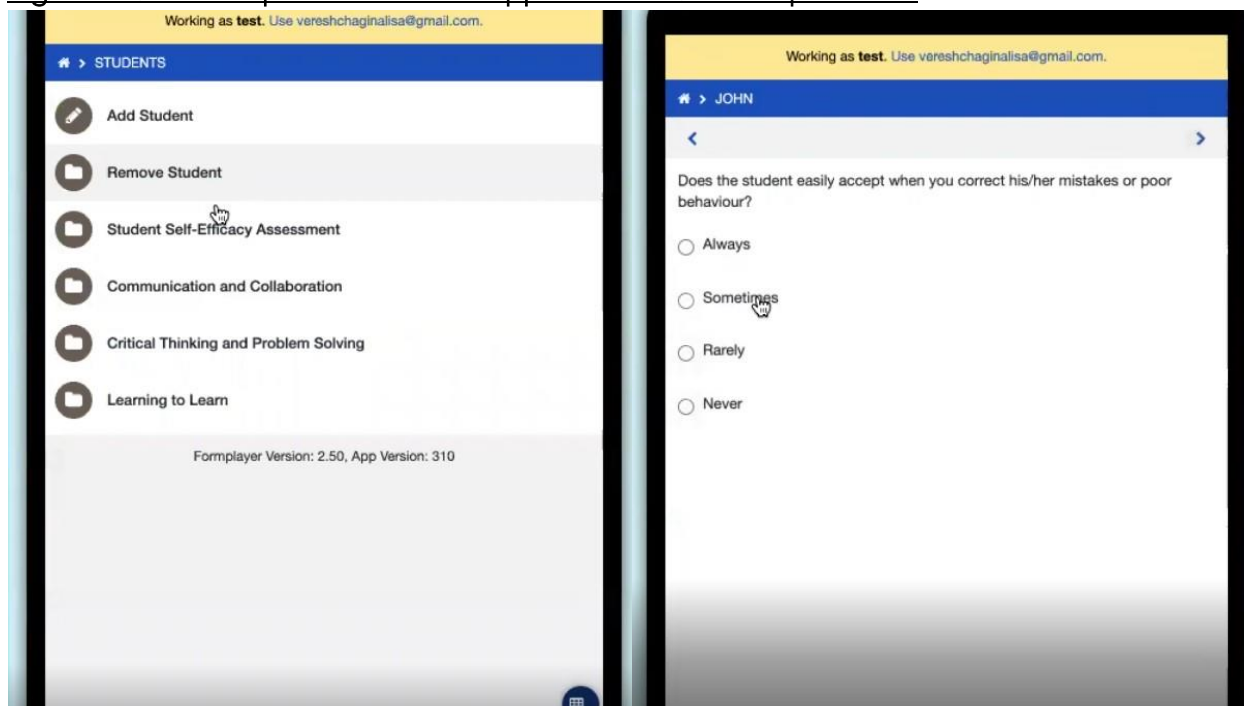 Working as test. Use vereshchaginalisa@gmail.com.
> STUDENTS
Add Student
Remove Student
Student Self-Efficacy Assessment
Communication and Collaboration
Critical Thinking and Problem Solving
Learning to Learn
Formplayer Version: 2.50, App Version: 310
Working as test. Use vereshchaginalisa@gmail.com.
> JOHN
Does the student easily accept when you correct his/her mistakes or poor
behaviour?
Always
Sometimes
Rarely
Never